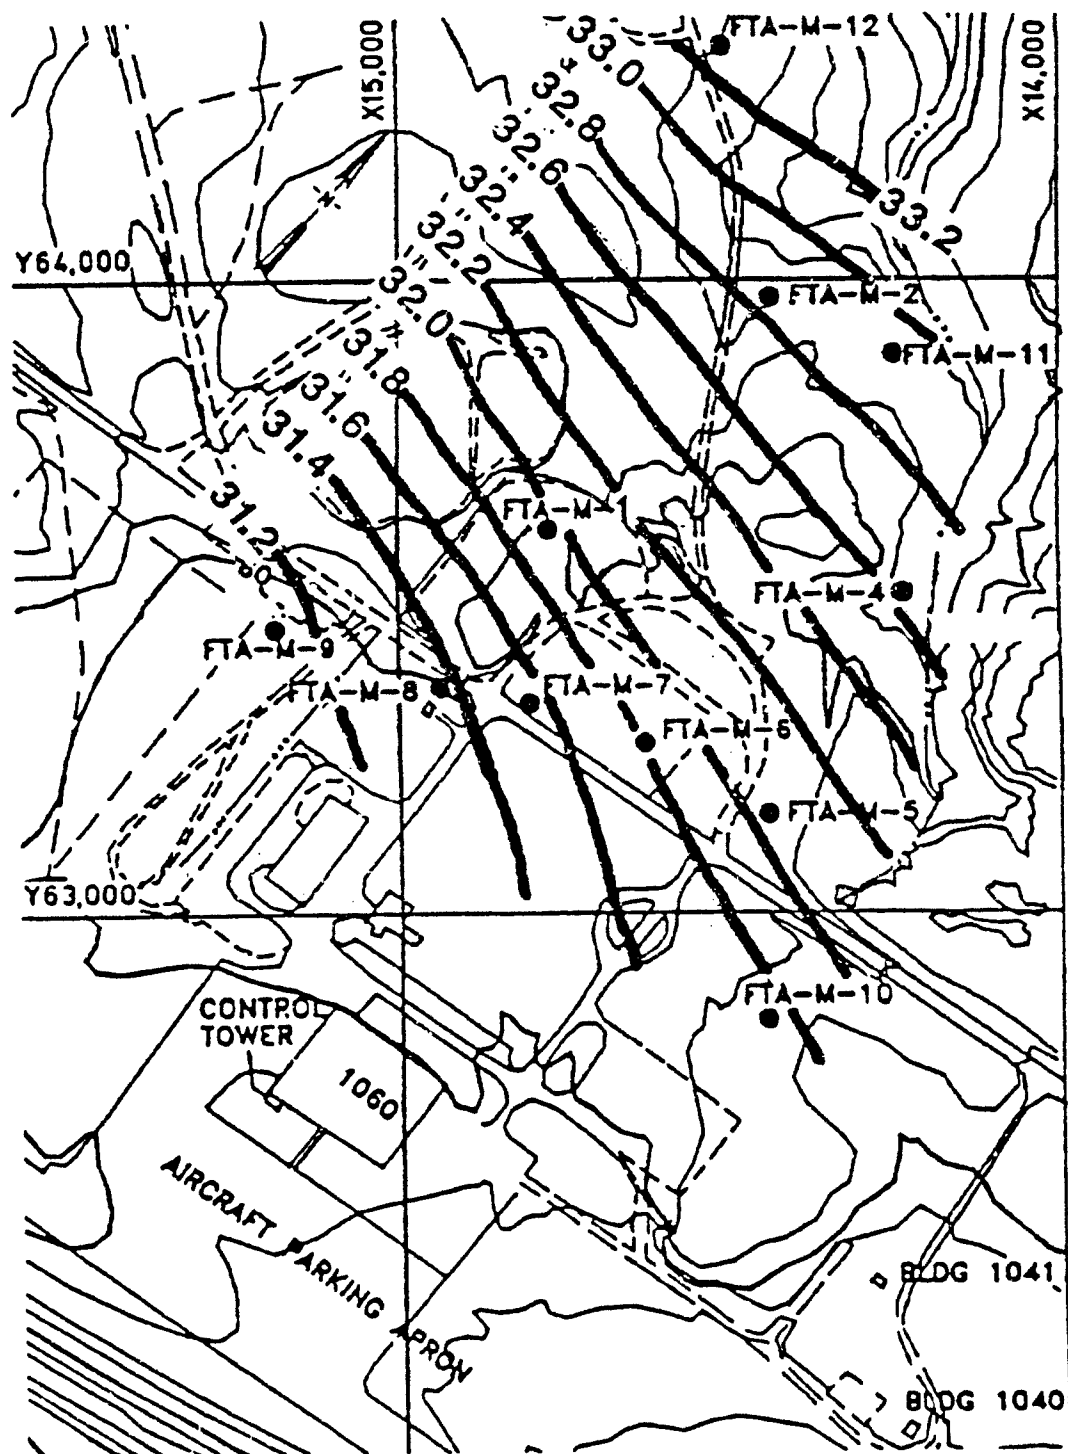 FTA-M-12
X15,000
X14,000
33.0
32.8
32.6
32.4
32.2
32.0
31.8
31.6
31.4
31.2
33.2
N
Y64,000
FTA-M-2
FTA-M-11
FTA-M-1
FTA-M-4
FTA-M-9
FTA-M-8
FTA-M-7
FTA-M-6
FTA-M-5
Y63,000
FTA-M-10
CONTROL
TOWER
1060
AIRCRAFT PARKING APRON
BLDG 1041
BLDG 1040